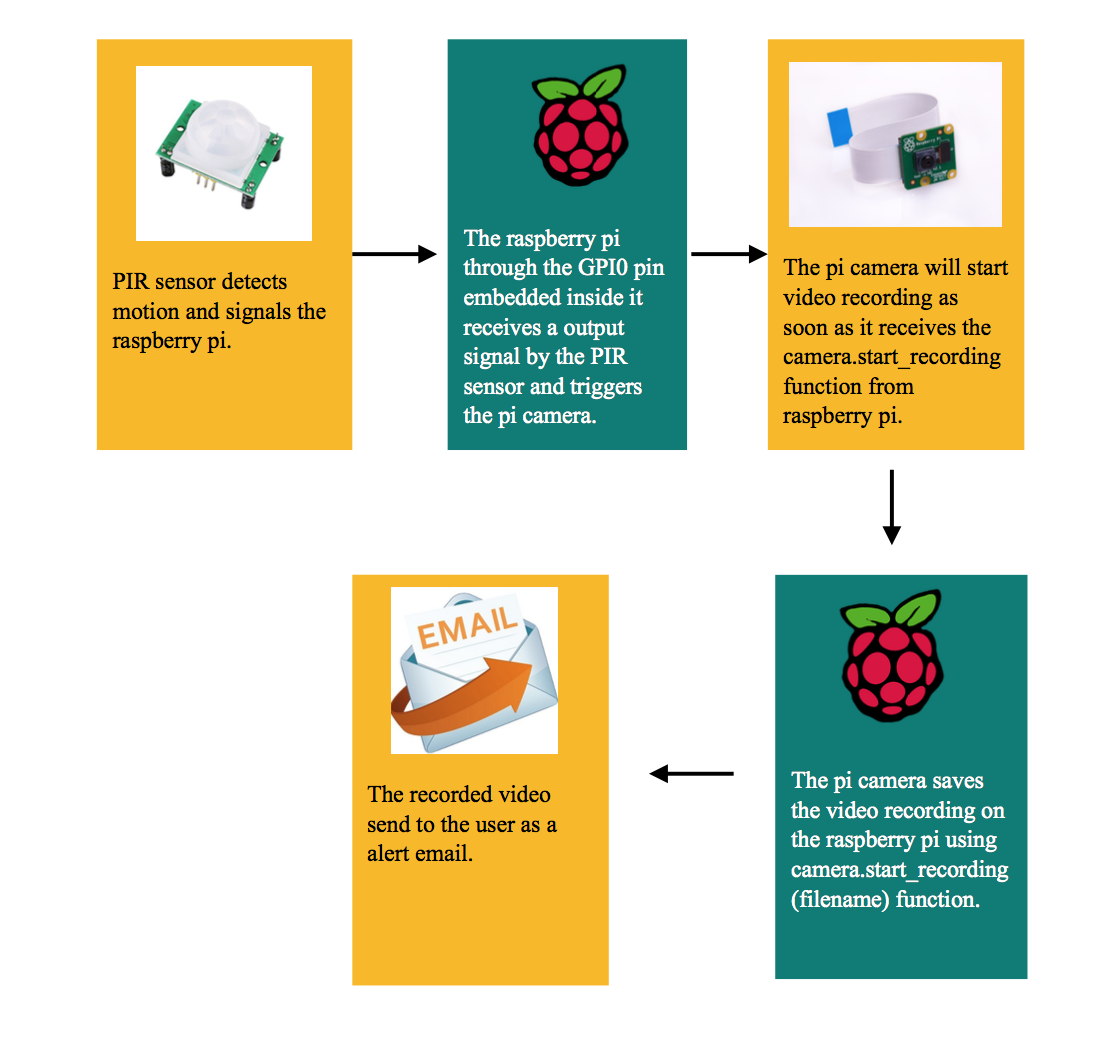 PIR sensor detects
motion and signals the
raspberry pi.
The raspberry pi
through the GPI0 pin
embedded inside it
receives a output
signal by the PIR
sensor and triggers
the pi camera.
Raspberry Pi
The pi camera will start
video recording as
soon as it receives the
camera.start_recording
function from
raspberry pi.
The pi camera saves
the video recording on
the raspberry pi using
camera.start_recording
(filename) function.
EMAIL
The recorded video
send to the user as a
alert email.